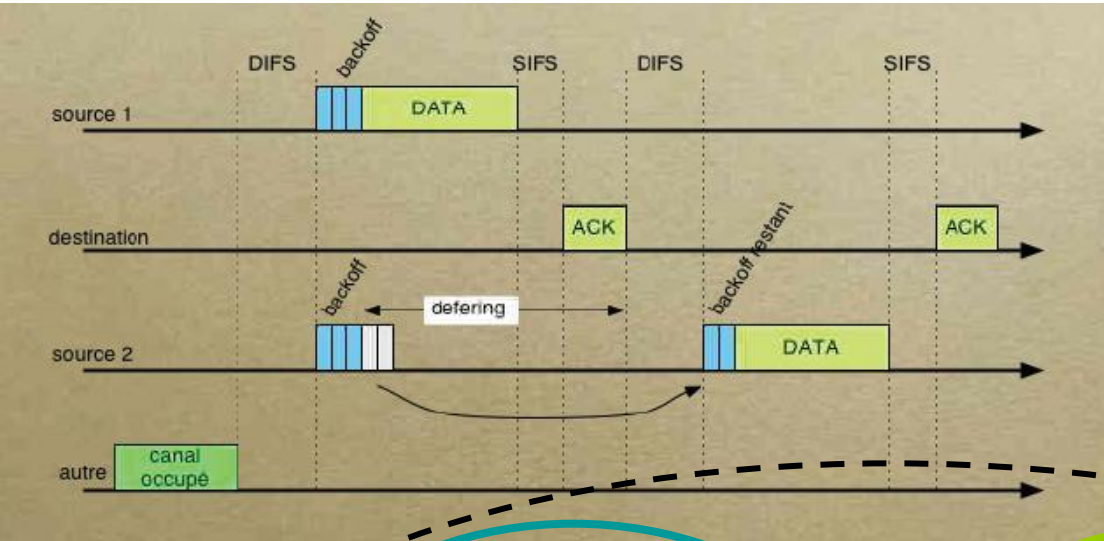 DIFS
backoff
SIFS
DIFS
SIFS
source 1
DATA
destination
ACK
backoff restant
ACK
backoff
defering
source 2
DATA
autre
canal
occupé